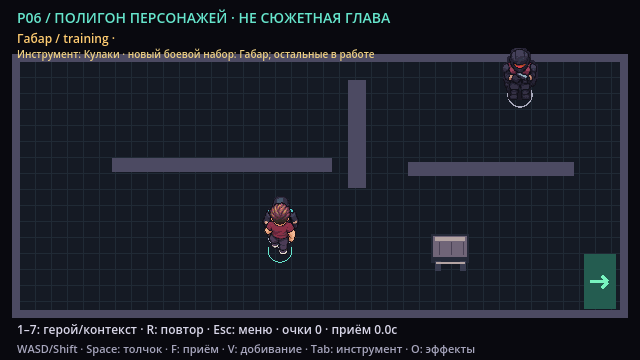 P06 / ПОЛИГОН ПЕРСОНАЖЕЙ · НЕ СЮЖЕТНАЯ ГЛАВА
Габар / training ·
Инструмент: Кулаки · новый боевой набор: Габар; остальные в работе
1–7: герой/контекст · R: повтор · Esc: меню · очки 0 · приём 0.0с
WASD/Shift · Space: толчок · F: приём · V: добивание · Tab: инструмент · O: эффекты